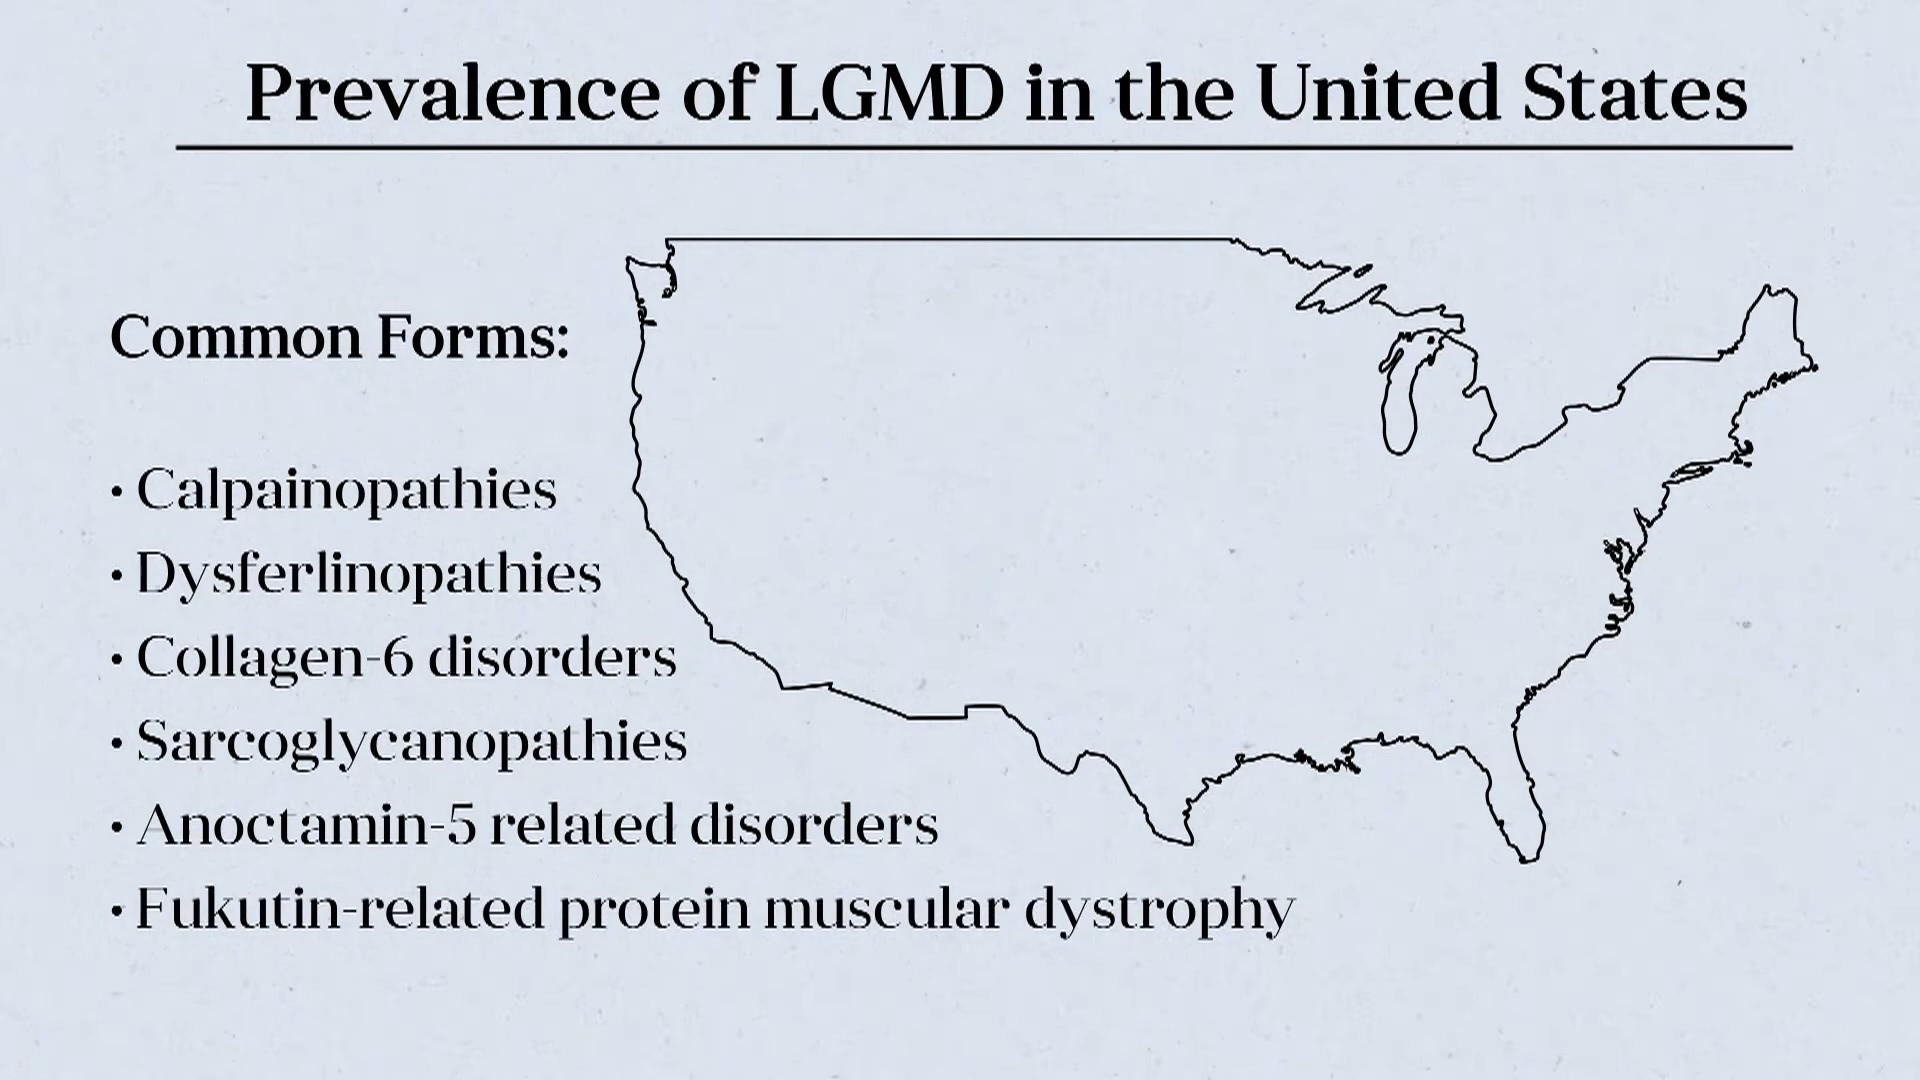 Prevalence of LGMD in the United States
Common Forms:
• Calpainopathies
• Dysferlinopathies
• Collagen-6 disorders
• Sarcoglycanopathies
• Anoctamin-5 related disorders
• Fukutin-related protein muscular dystrophy